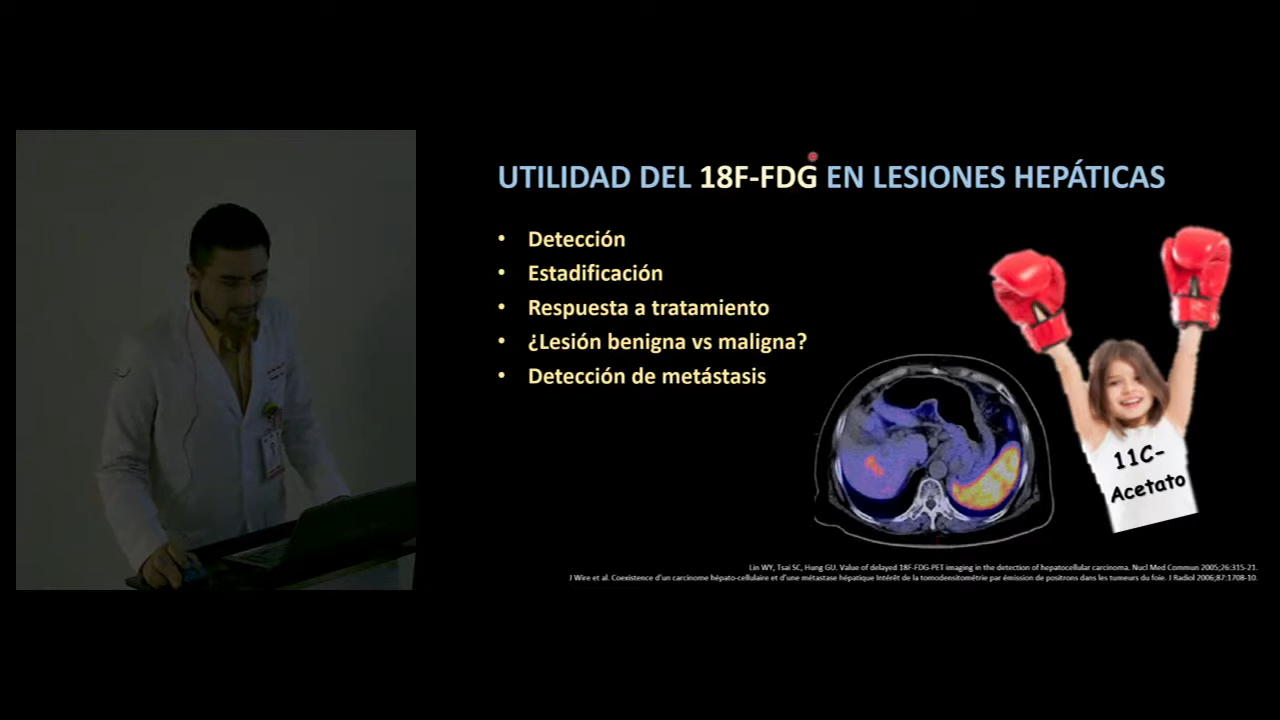 UTILIDAD DEL 18F-FDG EN LESIONES HEPÁTICAS
• Detección
• Estadificación
• Respuesta a tratamiento
• ¿Lesión benigna vs maligna?
• Detección de metástasis
11C-
Acetato
Lin WY, Tsai SC, Hung GU. Value of delayed 18F-FDG-PET imaging in the detection of hepatocellular carcinoma. Nucl Med Commun 2005;26:315-21.
J Wire et al. Coexistence d'un carcinome hépato-cellulaire et d'une métastase hépatique Intérêt de la tomodensitométrie par émission de positrons dans les tumeurs du foie. J Radiol 2006;87:1708-10.